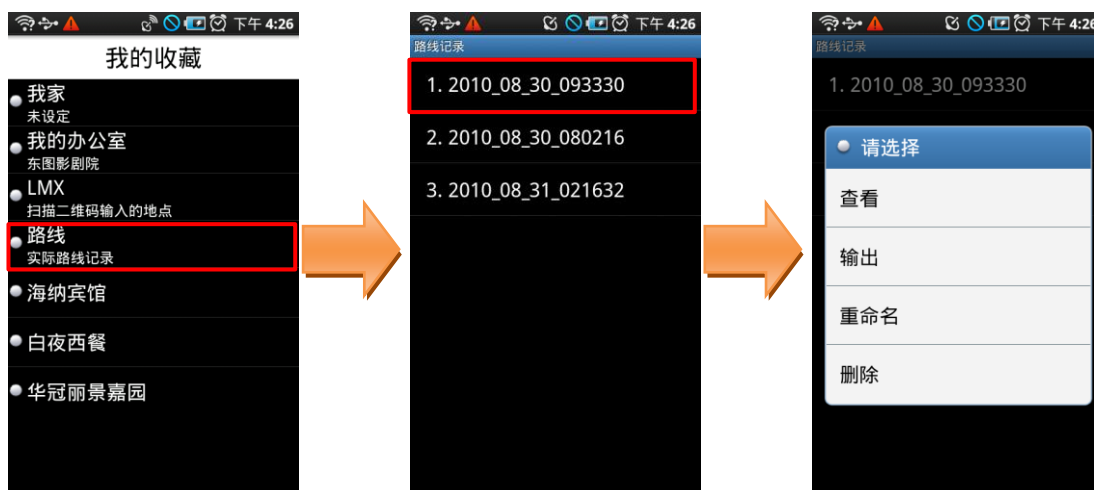 下午 4:26
我的收藏
我家
未设定
我的办公室
东图影剧院
LMX
扫描二维码输入的地点
路线
实际路线记录
海纳宾馆
白夜西餐
华冠丽景嘉园
下午 4:26
路线记录
1. 2010_08_30_093330
2. 2010_08_30_080216
3. 2010_08_31_021632
下午 4:26
路线记录
1. 2010_08_30_093330
请选择
查看
输出
重命名
删除